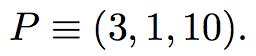 P ≡ (3, 1, 10).